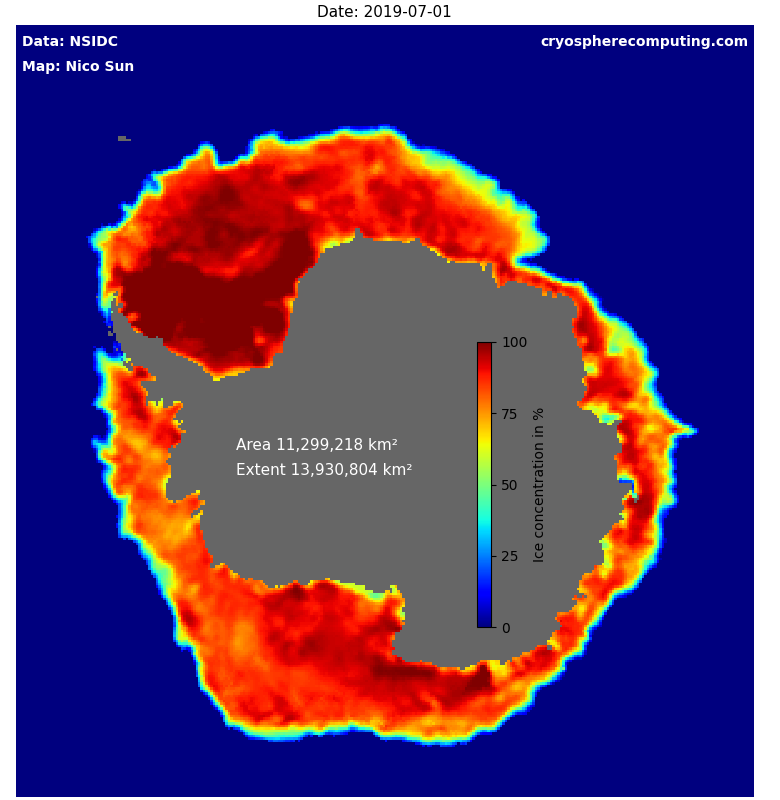 Date: 2019-07-01
Data: NSIDC
cryospherecomputing.com
Map: Nico Sun
100
75
50
25
0
Ice concentration in %
Area 11,299,218 km²
Extent 13,930,804 km²